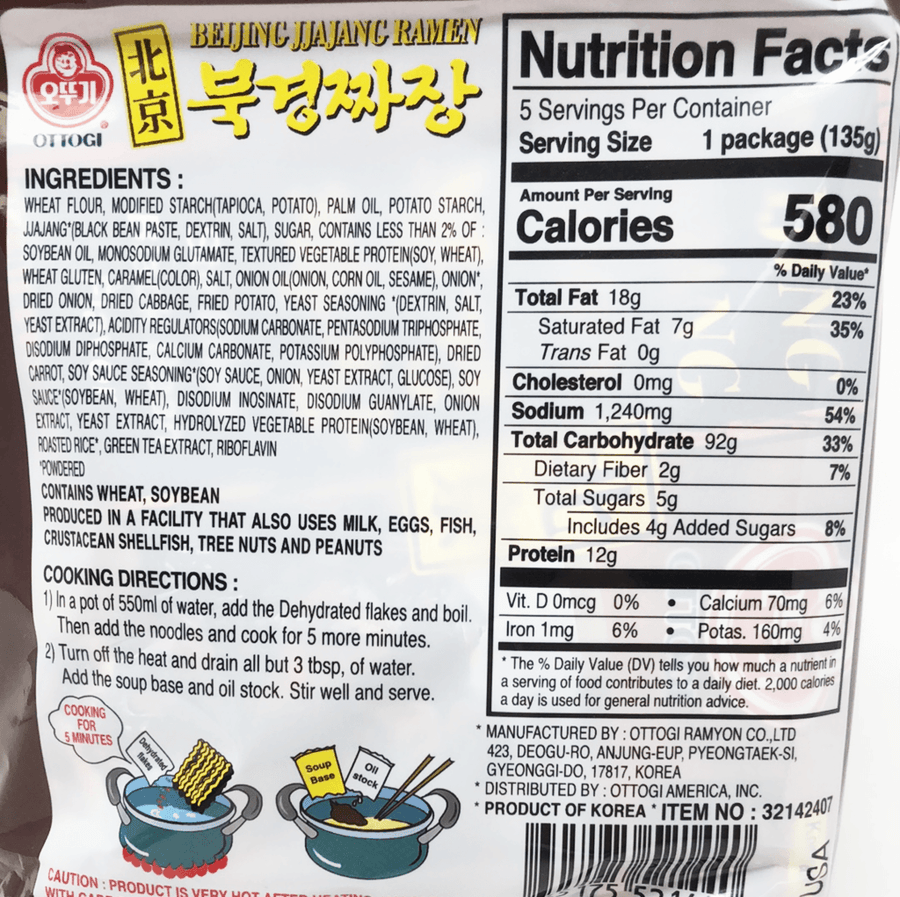 BEIJING JJAJANG RAMEN
北京
북경짜장
오뚜기
OTTOGI
INGREDIENTS :
WHEAT FLOUR, MODIFIED STARCH(TAPIOCA, POTATO), PALM OIL, POTATO STARCH,
JJAJANG*(BLACK BEAN PASTE, DEXTRIN, SALT), SUGAR, CONTAINS LESS THAN 2% OF :
SOYBEAN OIL, MONOSODIUM GLUTAMATE, TEXTURED VEGETABLE PROTEIN(SOY, WHEAT),
WHEAT GLUTEN, CARAMEL(COLOR), SALT, ONION OIL(ONION, CORN OIL, SESAME), ONION*,
DRIED ONION, DRIED CABBAGE, FRIED POTATO, YEAST SEASONING *(DEXTRIN, SALT,
YEAST EXTRACT), ACIDITY REGULATORS(SODIUM CARBONATE, PENTASODIUM TRIPHOSPHATE,
DISODIUM DIPHOSPHATE, CALCIUM CARBONATE, POTASSIUM POLYPHOSPHATE), DRIED
CARROT, SOY SAUCE SEASONING*(SOY SAUCE, ONION, YEAST EXTRACT, GLUCOSE), SOY
SAUCE*(SOYBEAN, WHEAT), DISODIUM INOSINATE, DISODIUM GUANYLATE, ONION
EXTRACT, YEAST EXTRACT, HYDROLYZED VEGETABLE PROTEIN(SOYBEAN, WHEAT),
ROASTED RICE*, GREEN TEA EXTRACT, RIBOFLAVIN
*POWDERED
CONTAINS WHEAT, SOYBEAN
PRODUCED IN A FACILITY THAT ALSO USES MILK, EGGS, FISH,
CRUSTACEAN SHELLFISH, TREE NUTS AND PEANUTS
COOKING DIRECTIONS :
1) In a pot of 550ml of water, add the Dehydrated flakes and boil.
Then add the noodles and cook for 5 more minutes.
2) Turn off the heat and drain all but 3 tbsp, of water.
Add the soup base and oil stock. Stir well and serve.
COOKING
FOR
5 MINUTES
Dehydrated
flakes
Soup
Base
Oil
stock
CAUTION : PRODUCT IS VERY HOT AFTER HEATING
Nutrition Facts
5 Servings Per Container
Serving Size 1 package (135g)
Amount Per Serving
Calories 580
% Daily Value*
Total Fat 18g 23%
Saturated Fat 7g 35%
Trans Fat 0g
Cholesterol 0mg 0%
Sodium 1,240mg 54%
Total Carbohydrate 92g 33%
Dietary Fiber 2g 7%
Total Sugars 5g
Includes 4g Added Sugars 8%
Protein 12g
Vit. D 0mcg 0% • Calcium 70mg 6%
Iron 1mg 6% • Potas. 160mg 4%
* The % Daily Value (DV) tells you how much a nutrient in
a serving of food contributes to a daily diet. 2,000 calories
a day is used for general nutrition advice.
* MANUFACTURED BY : OTTOGI RAMYON CO.,LTD
423, DEOGU-RO, ANJUNG-EUP, PYEONGTAEK-SI,
GYEONGGI-DO, 17817, KOREA
* DISTRIBUTED BY : OTTOGI AMERICA, INC.
* PRODUCT OF KOREA * ITEM NO : 32142407
USA